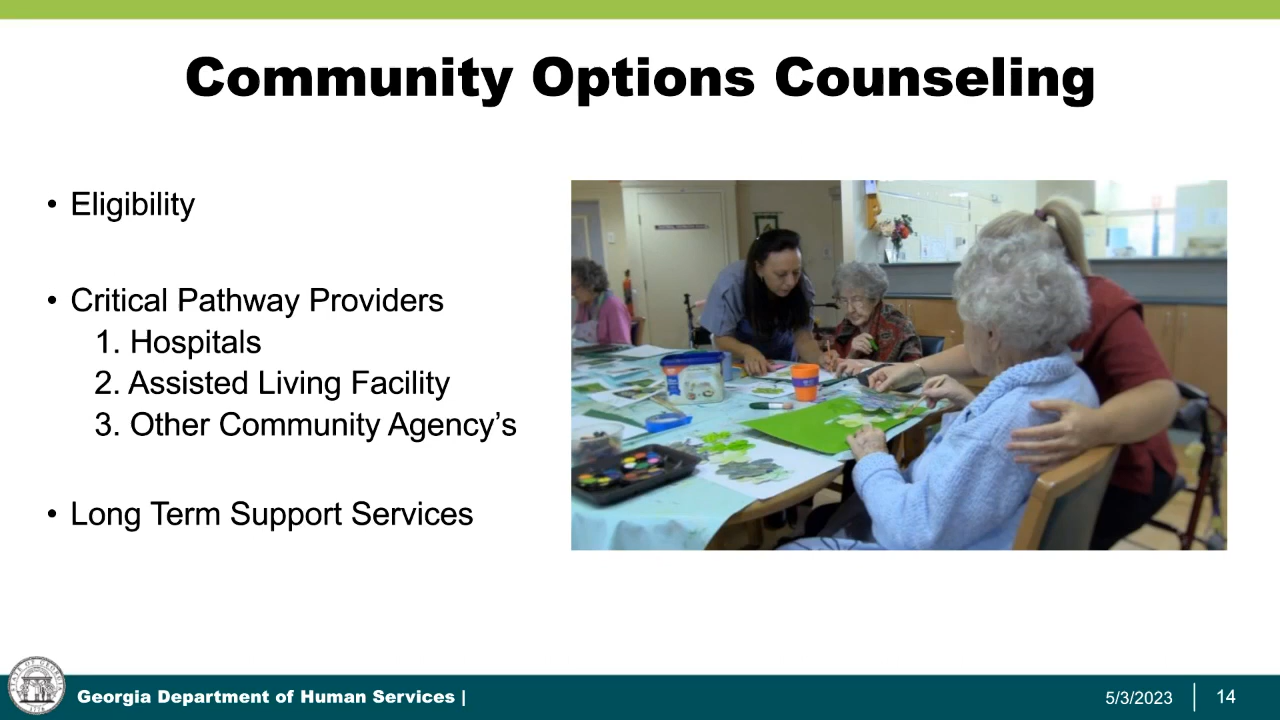 Community Options Counseling
• Eligibility
• Critical Pathway Providers
1. Hospitals
2. Assisted Living Facility
3. Other Community Agency’s
• Long Term Support Services
Georgia Department of Human Services |
5/3/2023 | 14